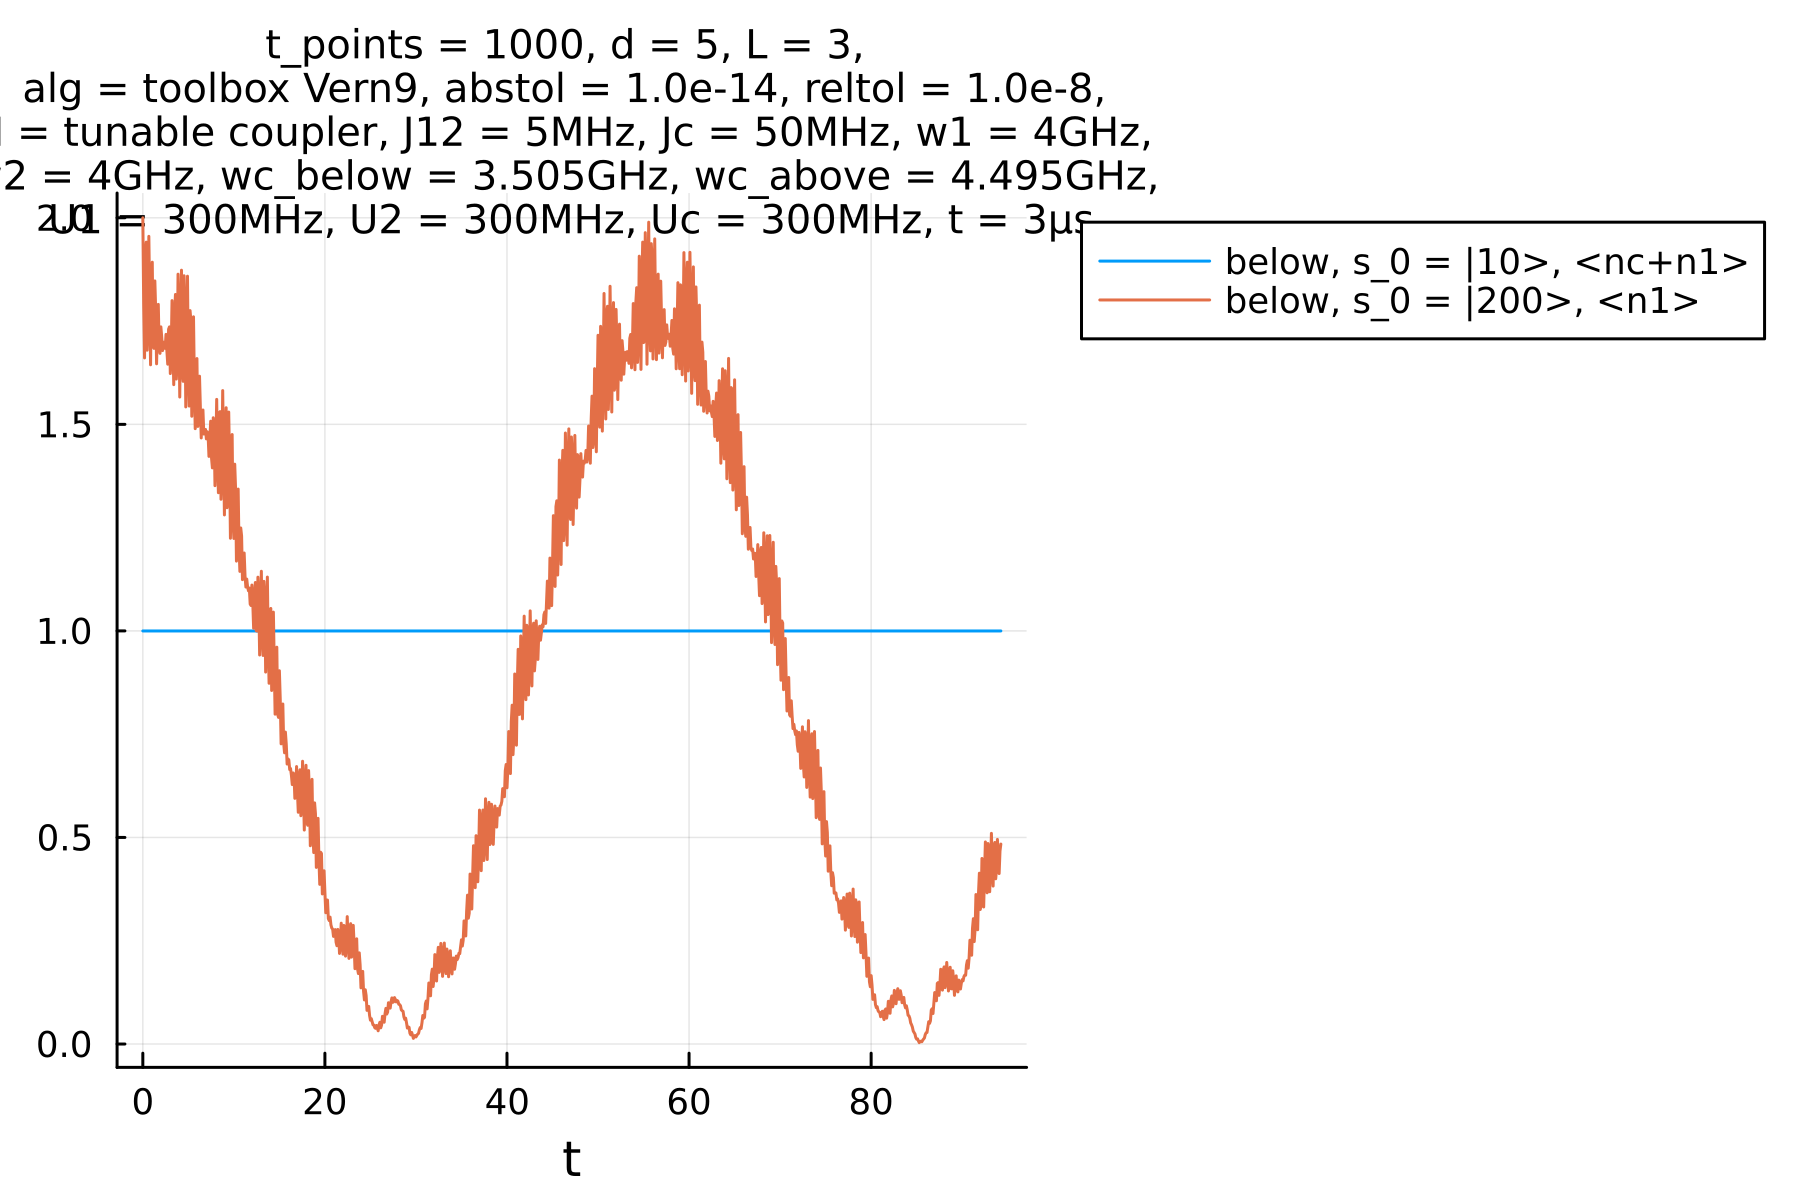 t_points = 1000, d = 5, L = 3,
alg = toolbox Vern9, abstol = 1.0e-14, reltol = 1.0e-8,
= tunable coupler, J12 = 5MHz, Jc = 50MHz, w1 = 4GHz,
2 = 4GHz, wc_below = 3.505GHz, wc_above = 4.495GHz,
U1 = 300MHz, U2 = 300MHz, Uc = 300MHz, t = 3μs
below, s_0 = |10>, <nc+n1>
below, s_0 = |200>, <n1>
2.0
1.5
1.0
0.5
0.0
0 20 40 60 80
t